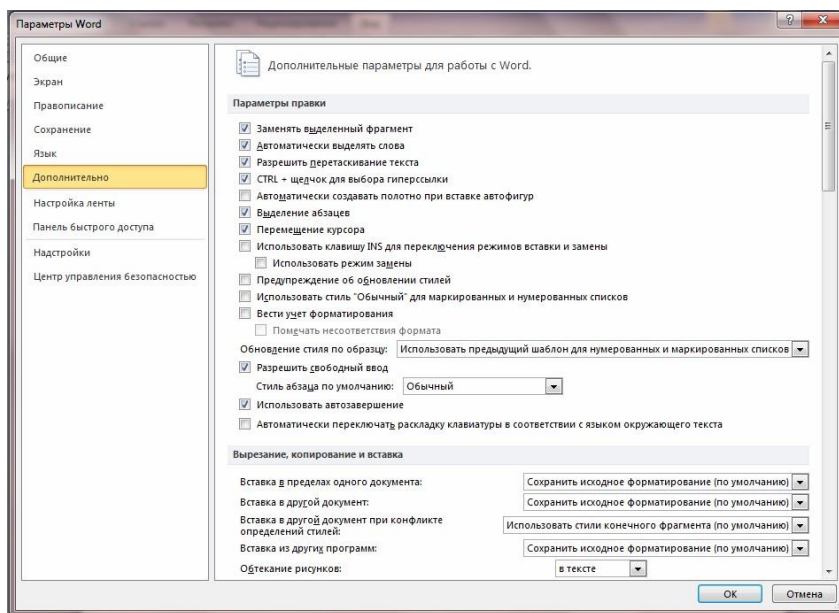 Параметры Word
Общие
Экран
Правописание
Сохранение
Язык
Дополнительно
Настройка ленты
Панель быстрого доступа
Надстройки
Центр управления безопасностью
Дополнительные параметры для работы с Word.
Параметры правки
Заменять выделенный фрагмент
Автоматически выделять слова
Разрешить перетаскивание текста
CTRL + щелчок для выбора гиперссылки
Автоматически создавать полотно при вставке автофигур
Выделение абзацев
Перемещение курсора
Использовать клавишу INS для переключения режимов вставки и замены
Использовать режим замены
Предупреждение об обновлении стилей
Использовать стиль "Обычный" для маркированных и нумерованных списков
Вести учет форматирования
Помечать несоответствия формата
Обновление стиля по образцу: Использовать предыдущий шаблон для нумерованных и маркированных списков
Разрешить свободный ввод
Стиль абзаца по умолчанию: Обычный
Использовать автозавершение
Автоматически переключать раскладку клавиатуры в соответствии с языком окружающего текста
Вырезание, копирование и вставка
Вставка в пределах одного документа: Сохранить исходное форматирование (по умолчанию)
Вставка в другой документ: Сохранить исходное форматирование (по умолчанию)
Вставка в другой документ при конфликте
определений стилей: Использовать стили конечного фрагмента (по умолчанию)
Вставка из других программ: Сохранить исходное форматирование (по умолчанию)
Обтекание рисунков: в тексте
ОК Отмена